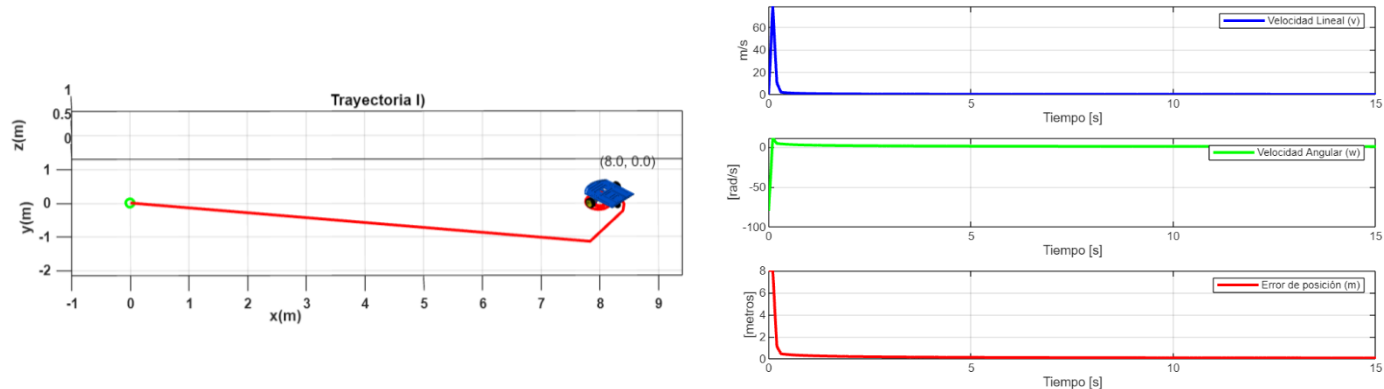 Trayectoria I)
1
0.5
0
z(m)
1
0
-1
-2
y(m)
(8.0, 0.0)
-1 0 1 2 3 4 5 6 7 8 9
x(m)
Velocidad Lineal (v)
60
40
20
0
m/s
0 5 10 15
Tiempo [s]
Velocidad Angular (w)
0
-50
-100
[rad/s]
0 5 10 15
Tiempo [s]
Error de posición (m)
8
6
4
2
0
[metros]
0 5 10 15
Tiempo [s]